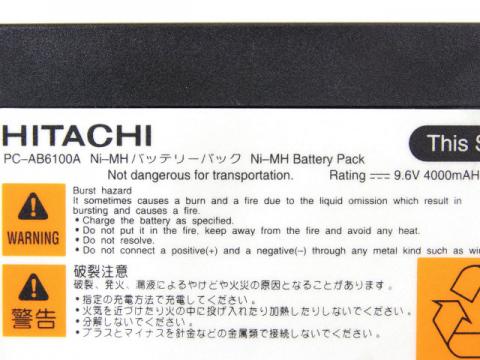 HITACHI
This S
PC-AB6100A Ni-MH バッテリーパック Ni-MH Battery Pack
Not dangerous for transportation. Rating 9.6V 4000mAH
Burst hazard
It sometimes causes a burn and a fire due to the liquid omission which result in
bursting and causes a fire.
• Charge the battery as specified.
• Do not put it in the fire, keep away from the fire and avoid any heat.
• Do not resolve.
• Do not connect a positive(+) and a negative(-) through any metal kind such as wi
WARNING
破裂注意
破裂、発火、漏液によるやけどや火災の原因となることがあります。
・指定の充電方法で充電してください。
・火気を近づけたり火の中に投げ入れたり加熱したりしないでください。
・分解しないでください。
・プラスとマイナスを針金などの金属類で接続しないでください。
警告